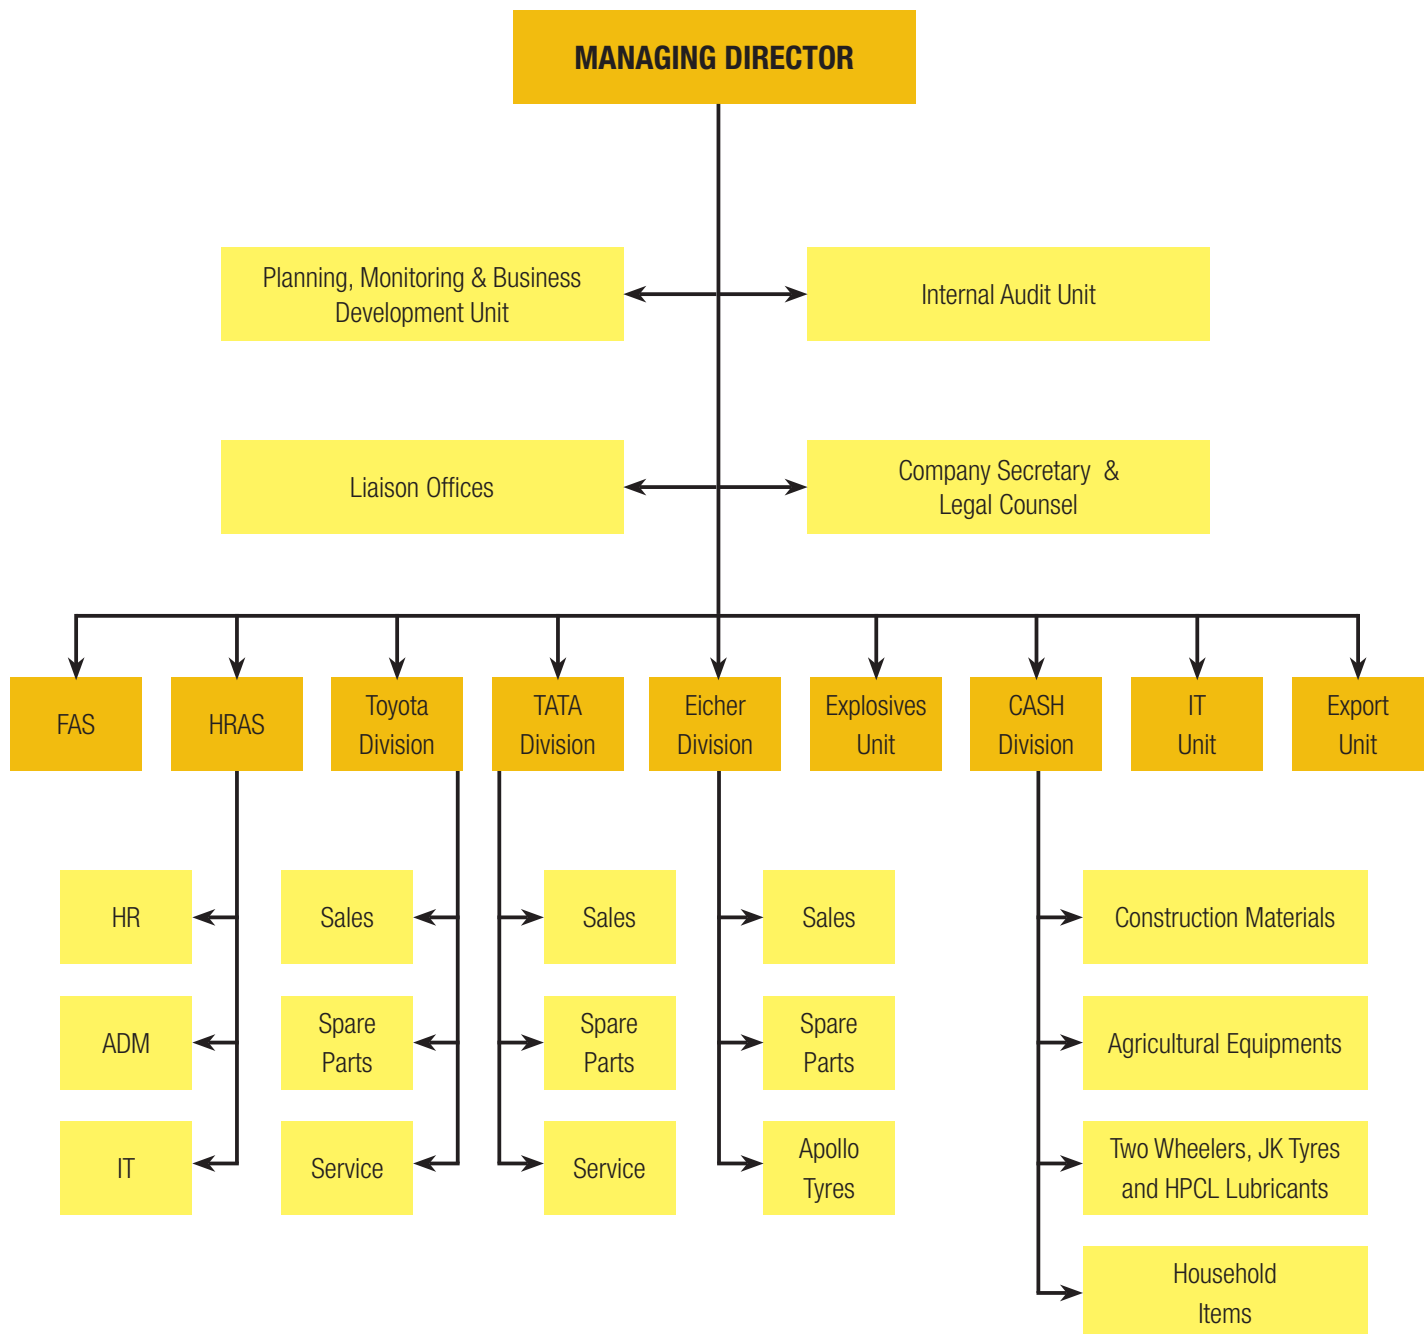 MANAGING DIRECTOR
Planning, Monitoring & Business
Development Unit
Internal Audit Unit
Liaison Offices
Company Secretary &
Legal Counsel
FAS
HRAS
Toyota
Division
TATA
Division
Eicher
Division
Explosives
Unit
CASH
Division
IT
Unit
Export
Unit
HR
Sales
Sales
Sales
Construction Materials
ADM
Spare
Parts
Spare
Parts
Spare
Parts
Agricultural Equipments
IT
Service
Service
Apollo
Tyres
Two Wheelers, JK Tyres
and HPCL Lubricants
Household
Items